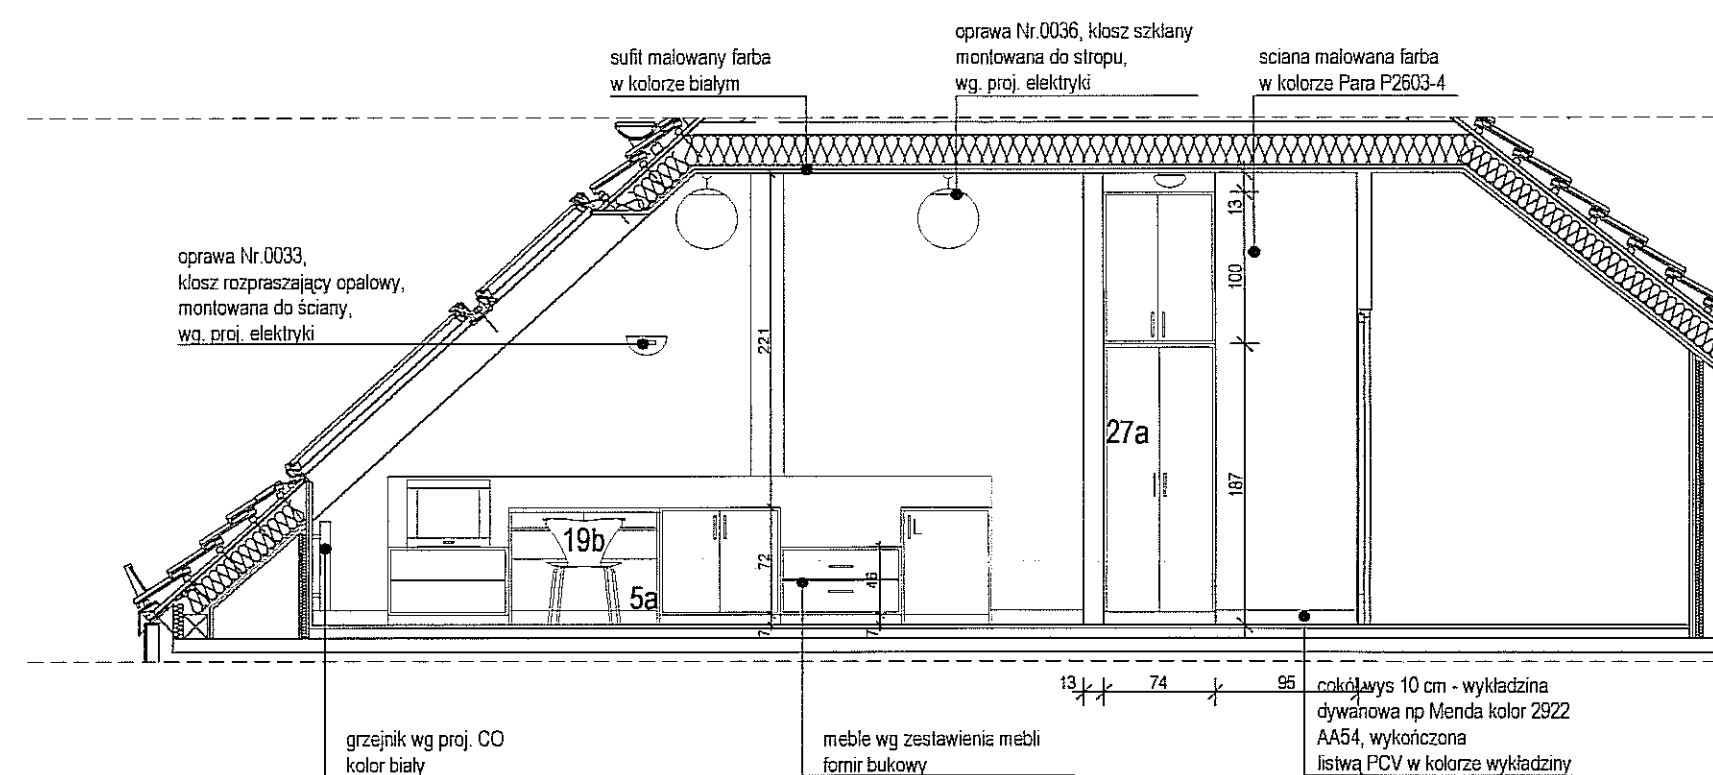 oprawa Nr.0036, klosz szklany
montowana do stropu,
wg. proj. elektryki
sufit malowany farba
w kolorze białym
sciana malowana farba
w kolorze Para P2603-4
oprawa Nr.0033,
klosz rozpraszający opalowy,
montowana do ściany,
wg. proj. elektryki
13
100
221
27a
187
19b
72
46
5a
7
7
13
74
95
cokół wys 10 cm - wykładzina
dywanowa np Menda kolor 2922
AA54, wykończona
listwą PCV w kolorze wykładziny
grzejnik wg proj. CO
kolor biały
meble wg zestawienia mebli
fornir bukowy